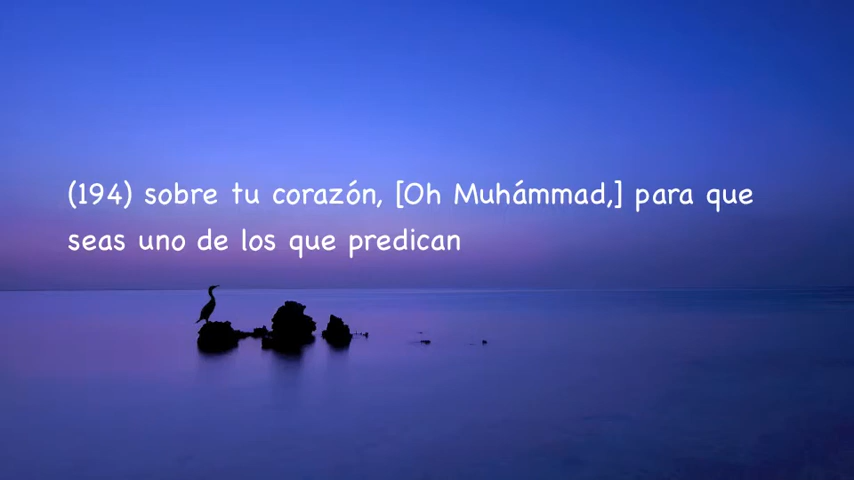 (194) sobre tu corazón, [Oh Muhámmad,] para que
seas uno de los que predican